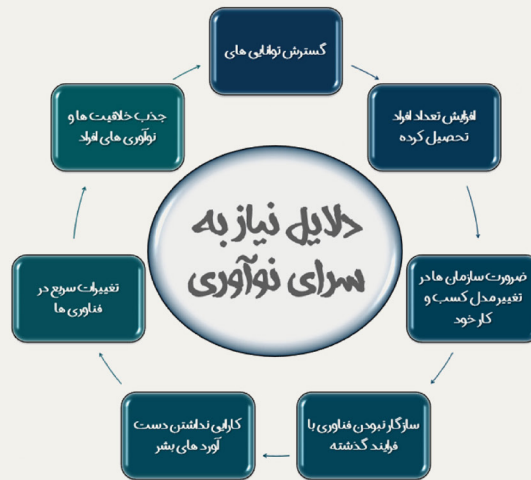 گسترش توانایی های
افزایش تعداد افراد
تحصیل کرده
ضرورت سازمان ها در
تغییر مدل کسب و
کار خود
سازگار نبودن فناوری با
فرایند گذشته
کارایی نداشتن دست
آورد های بشر
تغییرات سریع در
فناوری ها
جذب خلاقیت ها و
نوآوری های افراد
دلایل نیاز به
سرای نوآوری